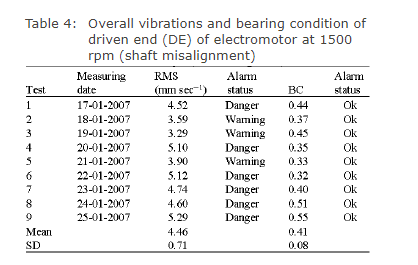 Table 4: Overall vibrations and bearing condition of
driven end (DE) of electromotor at 1500
rpm (shaft misalignment)
Measuring RMS Alarm Alarm
Test date (mm sec⁻¹) status BC status
1 17-01-2007 4.52 Danger 0.44 Ok
2 18-01-2007 3.59 Warning 0.37 Ok
3 19-01-2007 3.29 Warning 0.45 Ok
4 20-01-2007 5.10 Danger 0.35 Ok
5 21-01-2007 3.90 Warning 0.33 Ok
6 22-01-2007 5.12 Danger 0.32 Ok
7 23-01-2007 4.74 Danger 0.40 Ok
8 24-01-2007 4.60 Danger 0.51 Ok
9 25-01-2007 5.29 Danger 0.55 Ok
Mean 4.46 0.41
SD 0.71 0.08